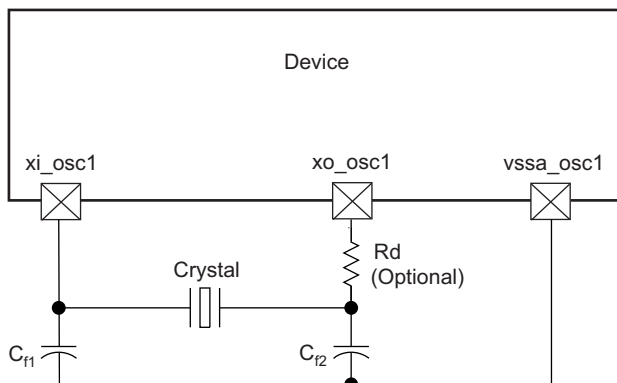 Device
xi_osc1
xo_osc1
vssa_osc1
Rd
(Optional)
Crystal
Cf1
Cf2